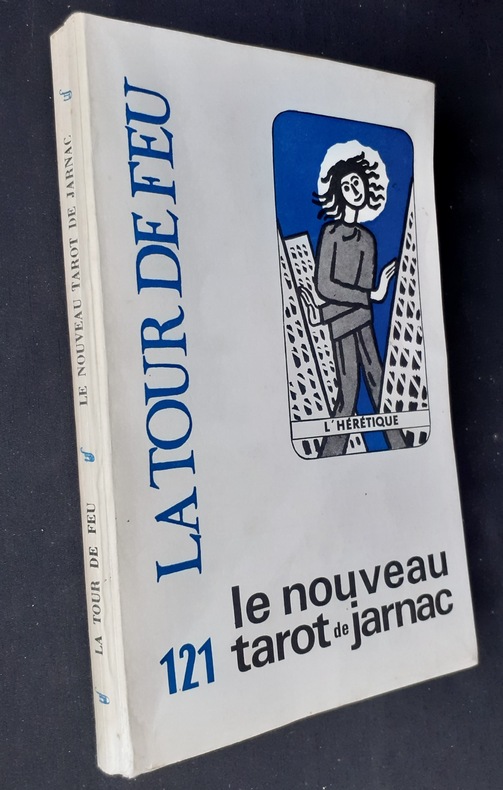 LE NOUVEAU TAROT DE JARNAC
LA TOUR DE FEU
LA TOUR DE FEU
L'HÉRÉTIQUE
121
le nouveau
tarot de jarnac